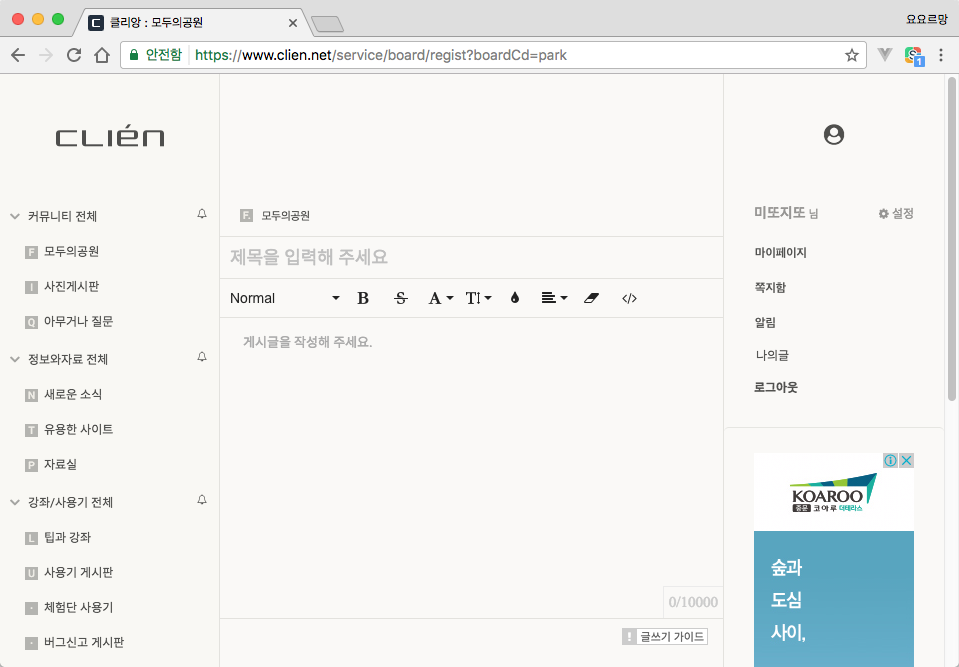 클리앙 : 모두의공원
요요르망
안전함 https://www.clien.net/service/board/regist?boardCd=park
1
CLIÉN
커뮤니티 전체
F 모두의공원
I 사진게시판
Q 아무거나 질문
정보와자료 전체
N 새로운 소식
T 유용한 사이트
P 자료실
강좌/사용기 전체
L 팁과 강좌
U 사용기 게시판
· 체험단 사용기
· 버그신고 게시판
F. 모두의공원
제목을 입력해 주세요
Normal B S A T </>
게시글을 작성해 주세요.
0/10000
! 글쓰기 가이드
미또지또 님
설정
마이페이지
쪽지함
알림
나의글
로그아웃
KOAROO
코아루 더테라스
숲과
도심
사이,